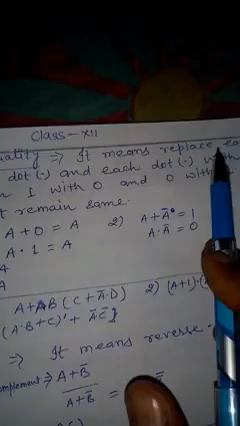 Class-XII
uality ⇒ It means replace ea
dot (·) and each dot (·) with
1 with 0 and 0 with
t remain same.
A + 0 = A 2) A + Ā = 1
A · 1 = A A · Ā = 0
A
A
A+AB (C + Ā·D) 2) (A+1)·(
(A·B+C)' + ĀC̄]
⇒ It means reverse.
omplement ⇒ A+B̄
A+B̄ =